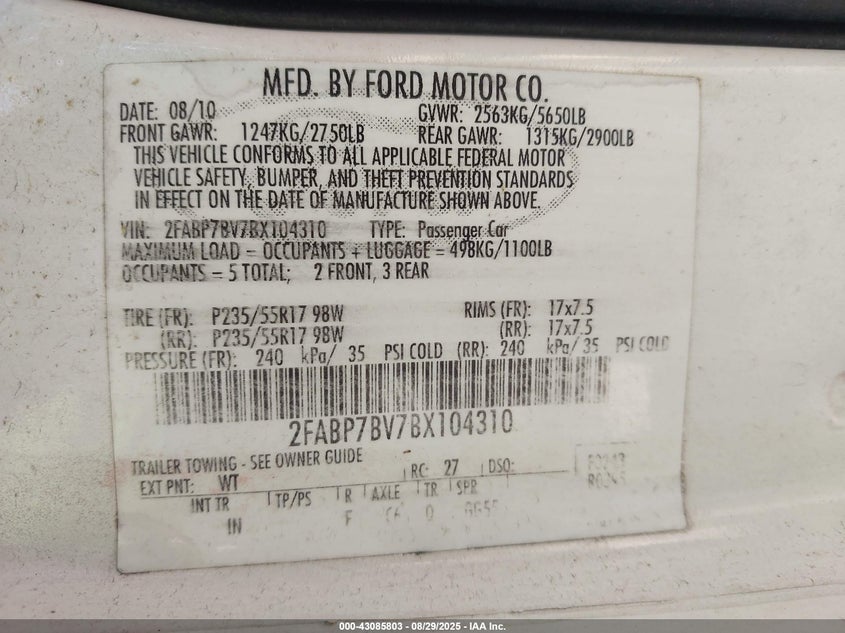 MFD. BY FORD MOTOR CO.
DATE: 08/10 GVWR: 2563KG/5650LB
FRONT GAWR: 1247KG/2750LB REAR GAWR: 1315KG/2900LB
THIS VEHICLE CONFORMS TO ALL APPLICABLE FEDERAL MOTOR
VEHICLE SAFETY, BUMPER, AND THEFT PREVENTION STANDARDS
IN EFFECT ON THE DATE OF MANUFACTURE SHOWN ABOVE.
VIN: 2FABP7BV7BX104310 TYPE: Passenger Car
MAXIMUM LOAD = OCCUPANTS + LUGGAGE = 498KG/1100LB
OCCUPANTS = 5 TOTAL; 2 FRONT, 3 REAR
TIRE (FR): P235/55R17 98W RIMS (FR): 17x7.5
(RR): P235/55R17 98W (RR): 17x7.5
PRESSURE (FR): 240 kPa/ 35 PSI COLD (RR): 240 kPa/ 35 PSI COLD
2FABP7BV7BX104310
TRAILER TOWING - SEE OWNER GUIDE
EXT PNT: WT RC: 27 DSO:
INT TR TP/PS R AXLE TR SPR
IN F
000-43085803 - 08/29/2025 - IAA Inc.